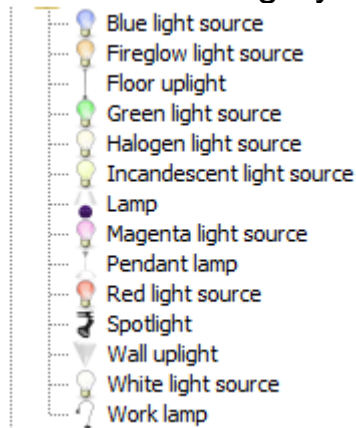 Blue light source
Fireglow light source
Floor uplight
Green light source
Halogen light source
Incandescent light source
Lamp
Magenta light source
Pendant lamp
Red light source
Spotlight
Wall uplight
White light source
Work lamp